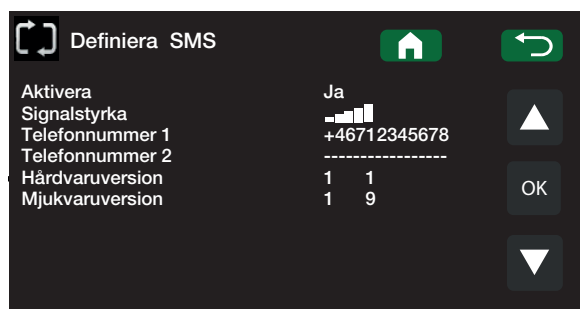 Definiera SMS
Aktivera Ja
Signalstyrka
Telefonnummer 1 +46712345678
Telefonnummer 2 -----------------
Hårdvaruversion 1 1
OK
Mjukvaruversion 1 9